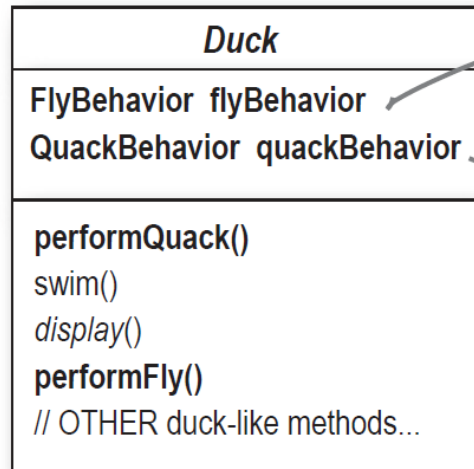 Duck
FlyBehavior flyBehavior
QuackBehavior quackBehavior
performQuack()
swim()
display()
performFly()
// OTHER duck-like methods...